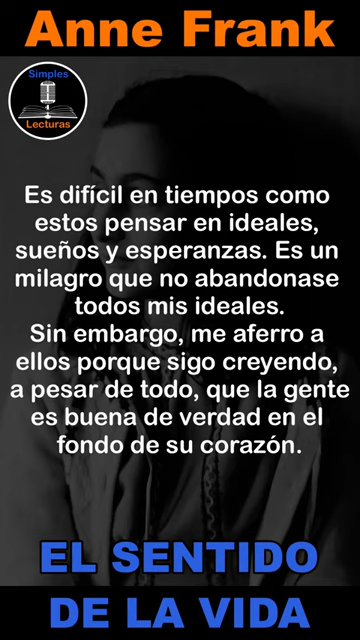 Anne Frank
Simples
Lecturas
Es difícil en tiempos como
estos pensar en ideales,
sueños y esperanzas. Es un
milagro que no abandonase
todos mis ideales.
Sin embargo, me aferro a
ellos porque sigo creyendo,
a pesar de todo, que la gente
es buena de verdad en el
fondo de su corazón.
EL SENTIDO
DE LA VIDA